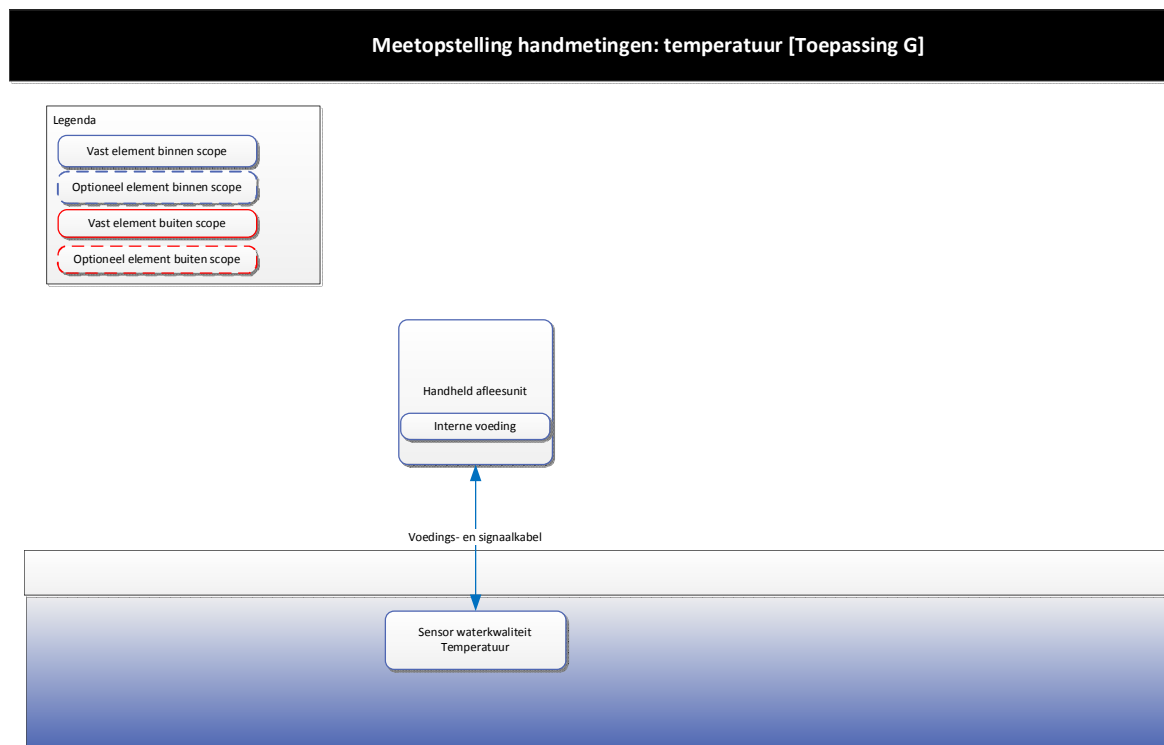 Meetopstelling handmetingen: temperatuur [Toepassing G]
Legenda
Vast element binnen scope
Optioneel element binnen scope
Vast element buiten scope
Optioneel element buiten scope
Handheld afleesunit
Interne voeding
Voedings- en signaalkabel
Sensor waterkwaliteit
Temperatuur